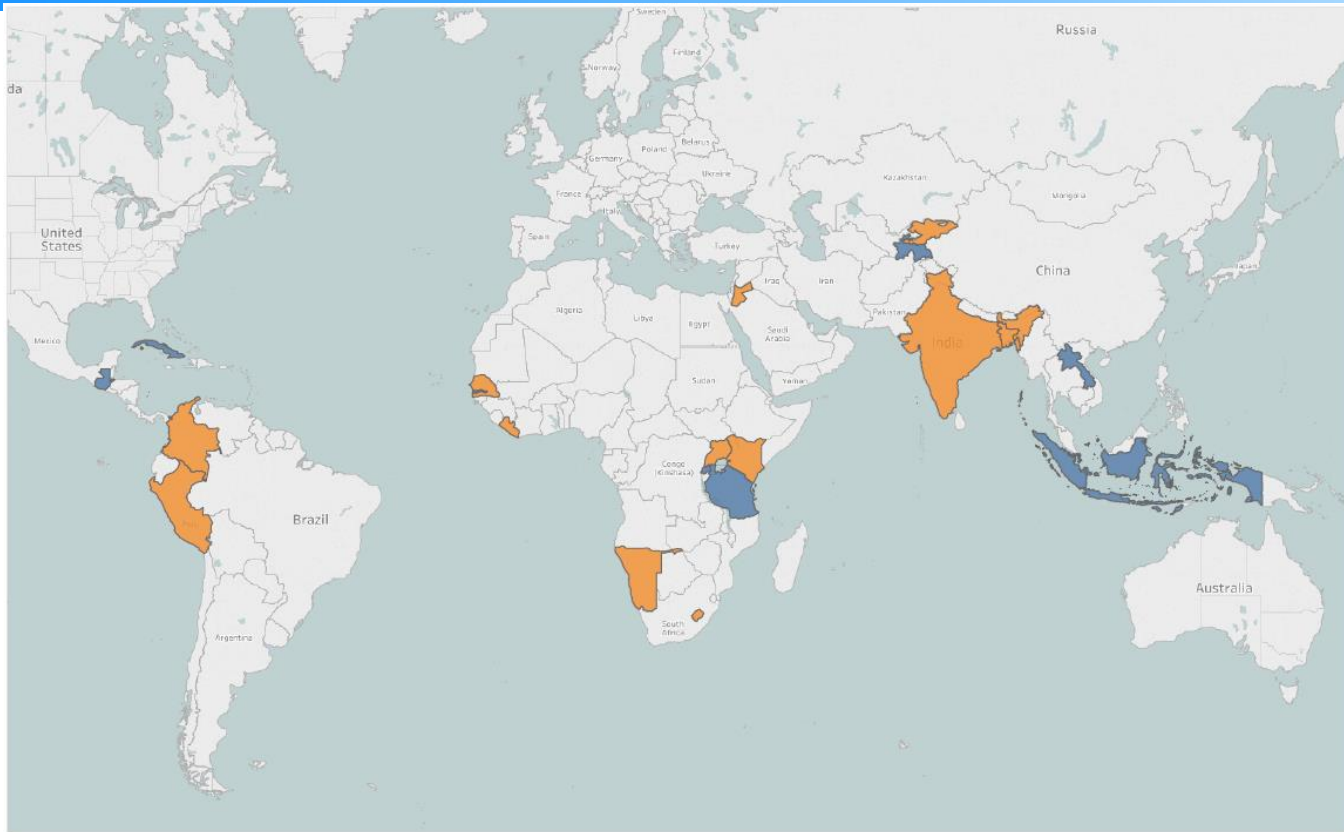 Sweden
Russia
Finland
Norway
da
Belarus
Poland
Germany
Ukraine
Kazakhstan
France
Mongolia
Italy
United
States
Spain
Turkey
China
Japan
Iraq
Iran
Algeria
Libya
Egypt
Pakistan
Saudi
Arabia
India
Mexico
Sudan
Yemen
Congo
(Kinshasa)
Brazil
Peru
Australia
South
Africa
Argentina